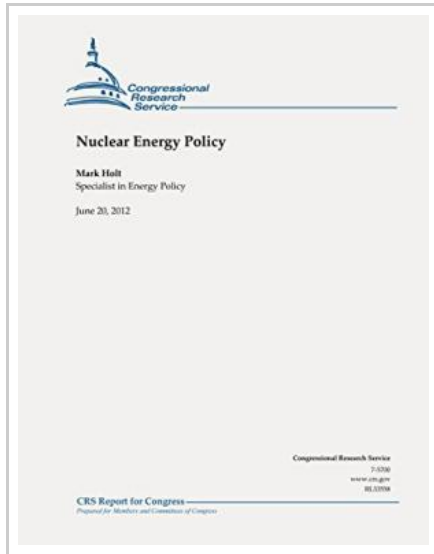 Congressional
Research
Service
Nuclear Energy Policy
Mark Holt
Specialist in Energy Policy
June 20, 2012
Congressional Research Service
7-5700
www.crs.gov
RL33558
CRS Report for Congress
Prepared for Members and Committees of Congress